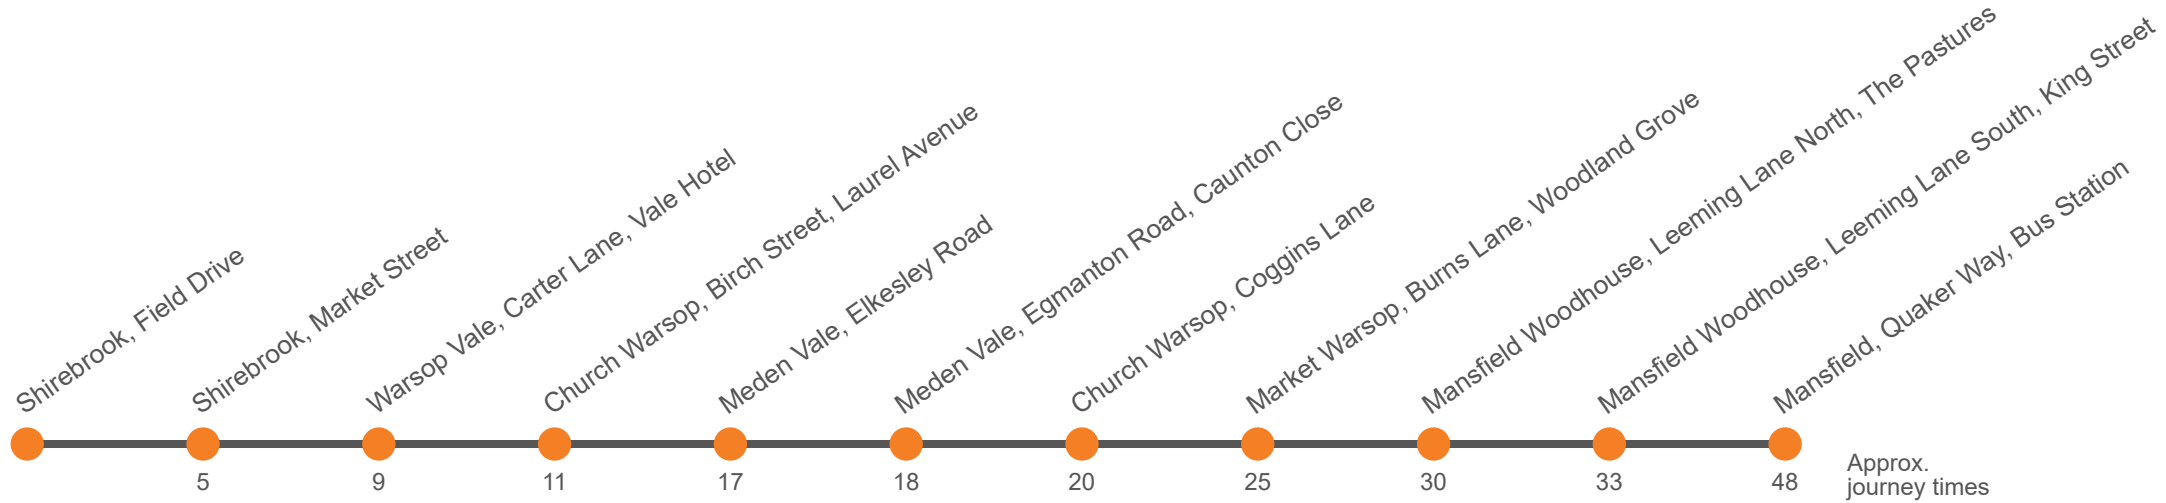 Shirebrook, Field Drive
Shirebrook, Market Street
Warsop Vale, Carter Lane, Vale Hotel
Church Warsop, Birch Street, Laurel Avenue
Meden Vale, Elkesley Road
Meden Vale, Egmanton Road, Caunton Close
Church Warsop, Coggins Lane
Market Warsop, Burns Lane, Woodland Grove
Mansfield Woodhouse, Leeming Lane North, The Pastures
Mansfield Woodhouse, Leeming Lane South, King Street
Mansfield, Quaker Way, Bus Station
5 9 11 17 18 20 25 30 33 48
Approx.
journey times